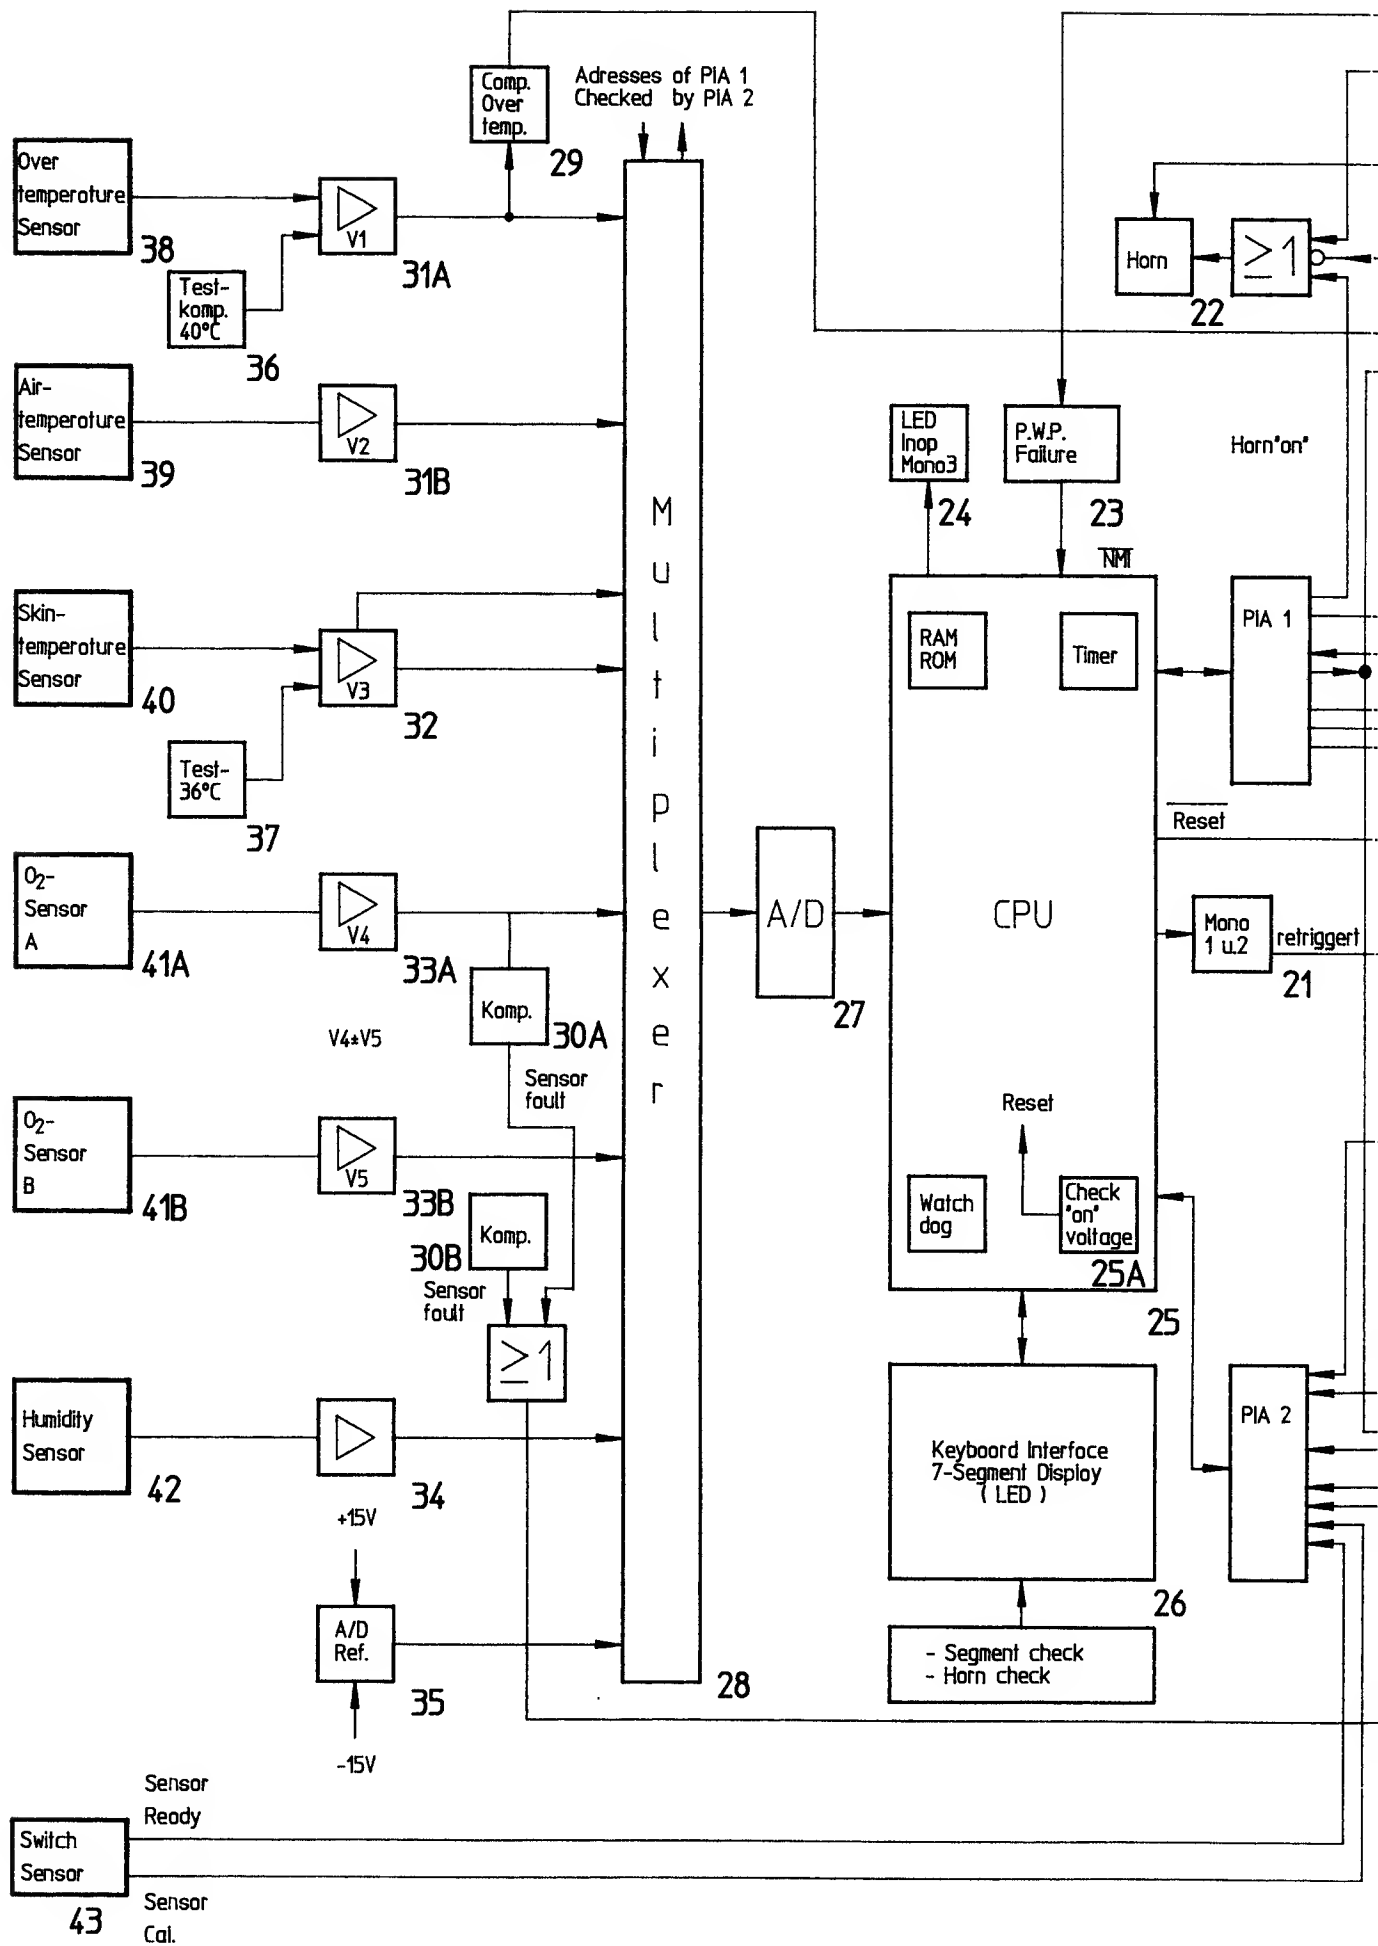 Comp.
Over
temp.
29
Adresses of PIA 1
Checked by PIA 2
Over
temperature
Sensor
38
V1
31A
Test-
komp.
40°C
36
Horn
22
≥1
Air-
temperature
Sensor
39
V2
31B
LED
Inop
Mono3
24
P.W.P.
Failure
23
Horn"on"
NMI
Multiplexer
Skin-
temperature
Sensor
40
V3
32
Test-
36°C
37
RAM
ROM
Timer
PIA 1
Reset
O2-
Sensor
A
41A
V4
33A
Komp.
30A
V4±V5
Sensor
foult
A/D
27
CPU
Mono
1 u.2
retriggert
21
O2-
Sensor
B
41B
V5
33B
Komp.
30B
Sensor
foult
≥1
Reset
Watch
dog
Check
"on"
voltage
25A
25
Humidity
Sensor
42
34
Keyboard Interface
7-Segment Display
( LED )
26
PIA 2
+15V
A/D
Ref.
35
-15V
28
- Segment check
- Horn check
Sensor
Ready
Switch
Sensor
43
Sensor
Cal.